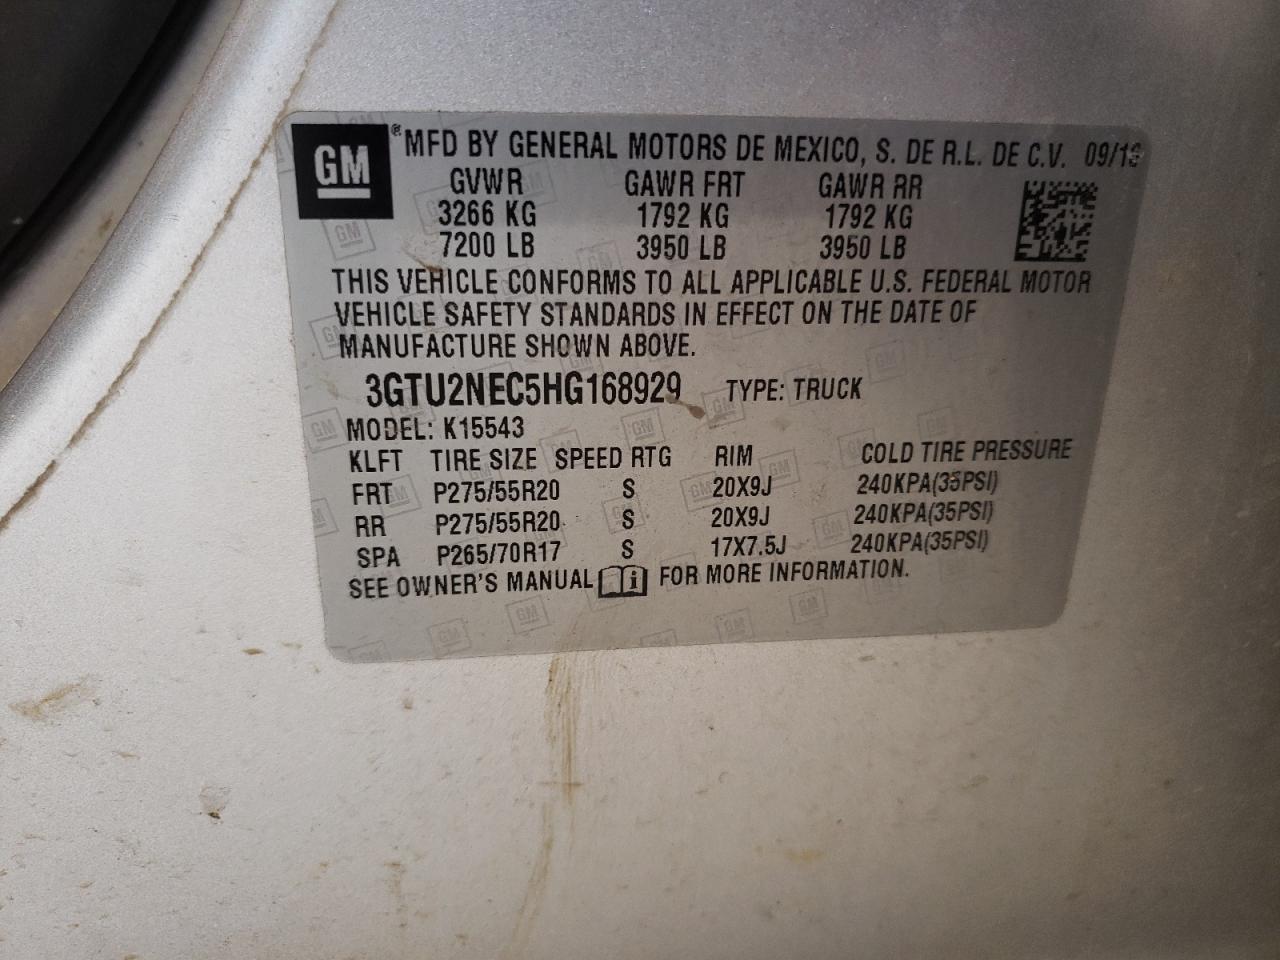 GM ® MFD BY GENERAL MOTORS DE MEXICO, S. DE R.L. DE C.V.
GVWR GAWR FRT GAWR RR
3266 KG 1792 KG 1792 KG
7200 LB 3950 LB 3950 LB
THIS VEHICLE CONFORMS TO ALL APPLICABLE U.S. FEDERAL MOTOR
VEHICLE SAFETY STANDARDS IN EFFECT ON THE DATE OF
MANUFACTURE SHOWN ABOVE.
3GTU2NEC5HG168929 TYPE: TRUCK
MODEL: K15543
KLFT TIRE SIZE SPEED RTG RIM COLD TIRE PRESSURE
FRT P275/55R20 S 20X9J 240KPA(35PSI)
RR P275/55R20 S 20X9J 240KPA(35PSI)
SPA P265/70R17 S 17X7.5J 240KPA(35PSI)
SEE OWNER'S MANUAL i FOR MORE INFORMATION.